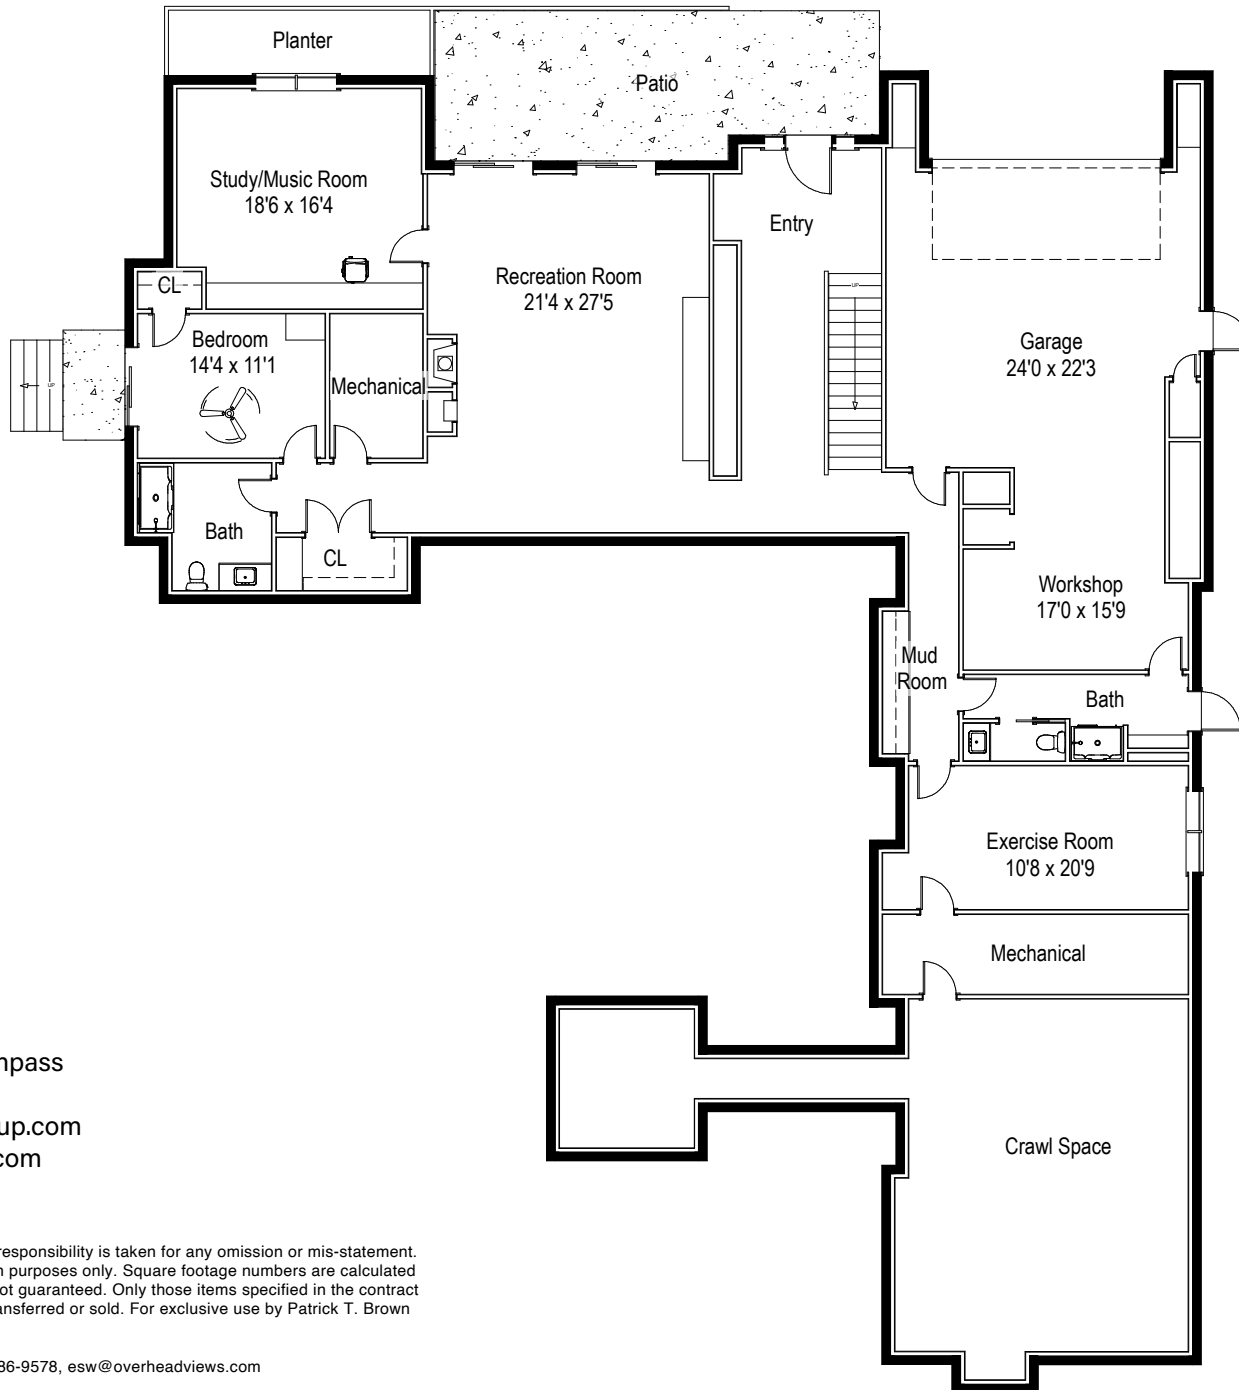 Planter
Patio
Study/Music Room
18'6 x 16'4
Entry
CL
Recreation Room
21'4 x 27'5
Bedroom
14'4 x 11'1
Mechanical
UP
UP
Garage
24'0 x 22'3
Bath
CL
Workshop
17'0 x 15'9
Mud
Room
Bath
Exercise Room
10'8 x 20'9
Mechanical
Crawl Space
npass
up.com
com
responsibility is taken for any omission or mis-statement.
n purposes only. Square footage numbers are calculated
ot guaranteed. Only those items specified in the contract
ansferred or sold. For exclusive use by Patrick T. Brown
86-9578, esw@overheadviews.com